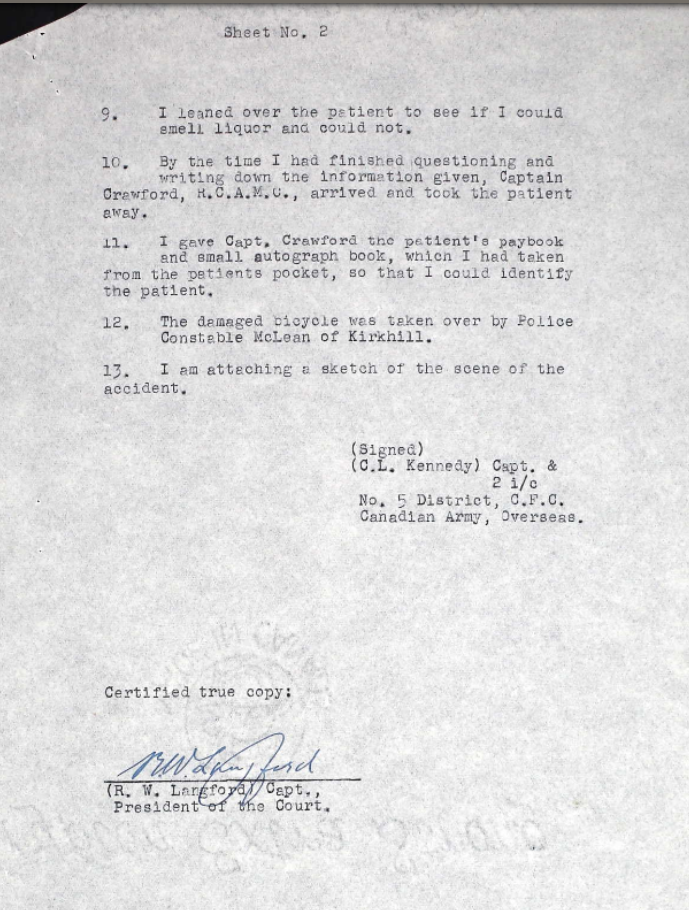 Sheet No. 2
9. I leaned over the patient to see if I could
smell liquor and could not.
10. By the time I had finished questioning and
writing down the information given, Captain
Crawford, R.C.A.M.C., arrived and took the patient
away.
11. I gave Capt. Crawford the patient's paybook
and small autograph book, which I had taken
from the patients pocket, so that I could identify
the patient.
12. The damaged bicycle was taken over by Police
Constable McLean of Kirkhill.
13. I am attaching a sketch of the scene of the
accident.
(Signed)
(C.L. Kennedy) Capt. &
2 i/c
No. 5 District, C.F.C.
Canadian Army, Overseas.
Certified true copy:
R.W. Langford
(R. W. Langford) Capt.,
President of the Court.